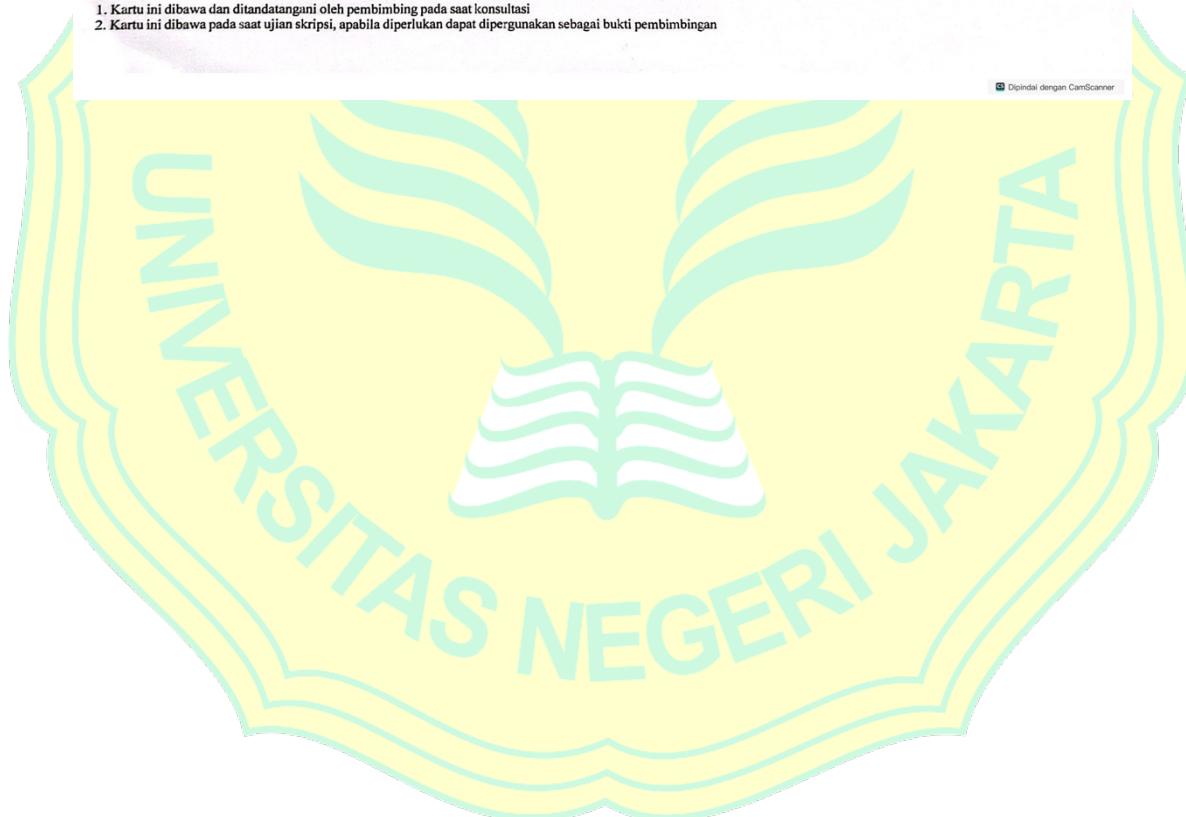 1. Kartu ini dibawa dan ditandatangani oleh pembimbing pada saat konsultasi
2. Kartu ini dibawa pada saat ujian skripsi, apabila diperlukan dapat dipergunakan sebagai bukti pembimbingan
CS Dipindai dengan CamScanner
UNIVERSITAS NEGERI JAKARTA